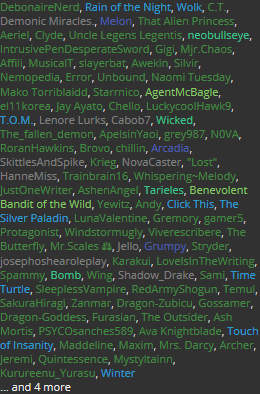 DebonaireNerd, Rain of the Night, Wolk, C.T.,
Demonic Miracles., Melon, That Alien Princess,
Aeriel, Clyde, Uncle Legens Legentis, neobullseye,
IntrusivePenDesperateSword, Gigi, Mjr.Chaos,
Affili, MusicalT, slayerbat, Awekin, Silvir,
Nemopedia, Error, Unbound, Naomi Tuesday,
Mako Torriblaidd, Starmico, AgentMcBagle,
el11korea, Jay Ayato, Chello, LuckycoolHawk9,
T.O.M., Lenore Lurks, Cabob7, Wicked,
The_fallen_demon, ApelsinYaoi, grey987, N0VA,
RoranHawkins, Brovo, chillin, Arcadia,
SkittlesAndSpike, Krieg, NovaCaster, "Lost",
HanneMiss, Trainbrain16, Whispering~Melody,
JustOneWriter, AshenAngel, Tarieles, Benevolent
Bandit of the Wild, Yewitz, Andy, Click This, The
Silver Paladin, LunaValentine, Gremory, gamer5,
Protagonist, Windstormugly, Viverescribere, The
Butterfly, Mr.Scales ⚖, Jello, Grumpy, Stryder,
josephoshearoleplay, Karakui, LoveIsInTheWriting,
Spammy, Bomb, Wing, Shadow_Drake, Sami, Time
Turtle, SleeplessVampire, RedArmyShogun, Temul,
SakuraHiragi, Zanmar, Dragon-Zubicu, Gossamer,
Dragon-Goddess, Furasian, The Outsider, Ash
Mortis, PSYCOsanches589, Ava Knightblade, Touch
of Insanity, Maddeline, Maxim, Mrs. Darcy, Archer,
Jeremi, Quintessence, MystyItainn,
Kurureenu_Yurasu, Winter
... and 4 more